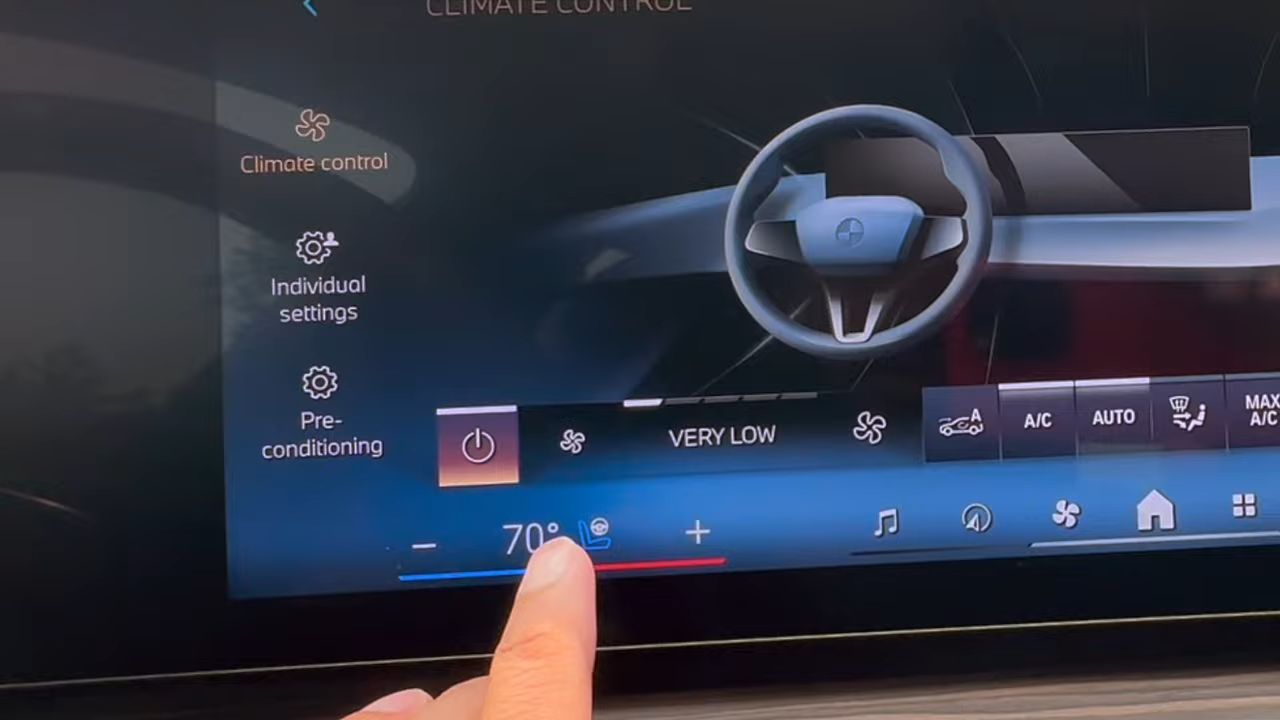 CLIMATE CONTROL
Climate control
Individual
settings
Pre-
conditioning
VERY LOW
A
A/C
AUTO
MAX
A/C
− 70° +